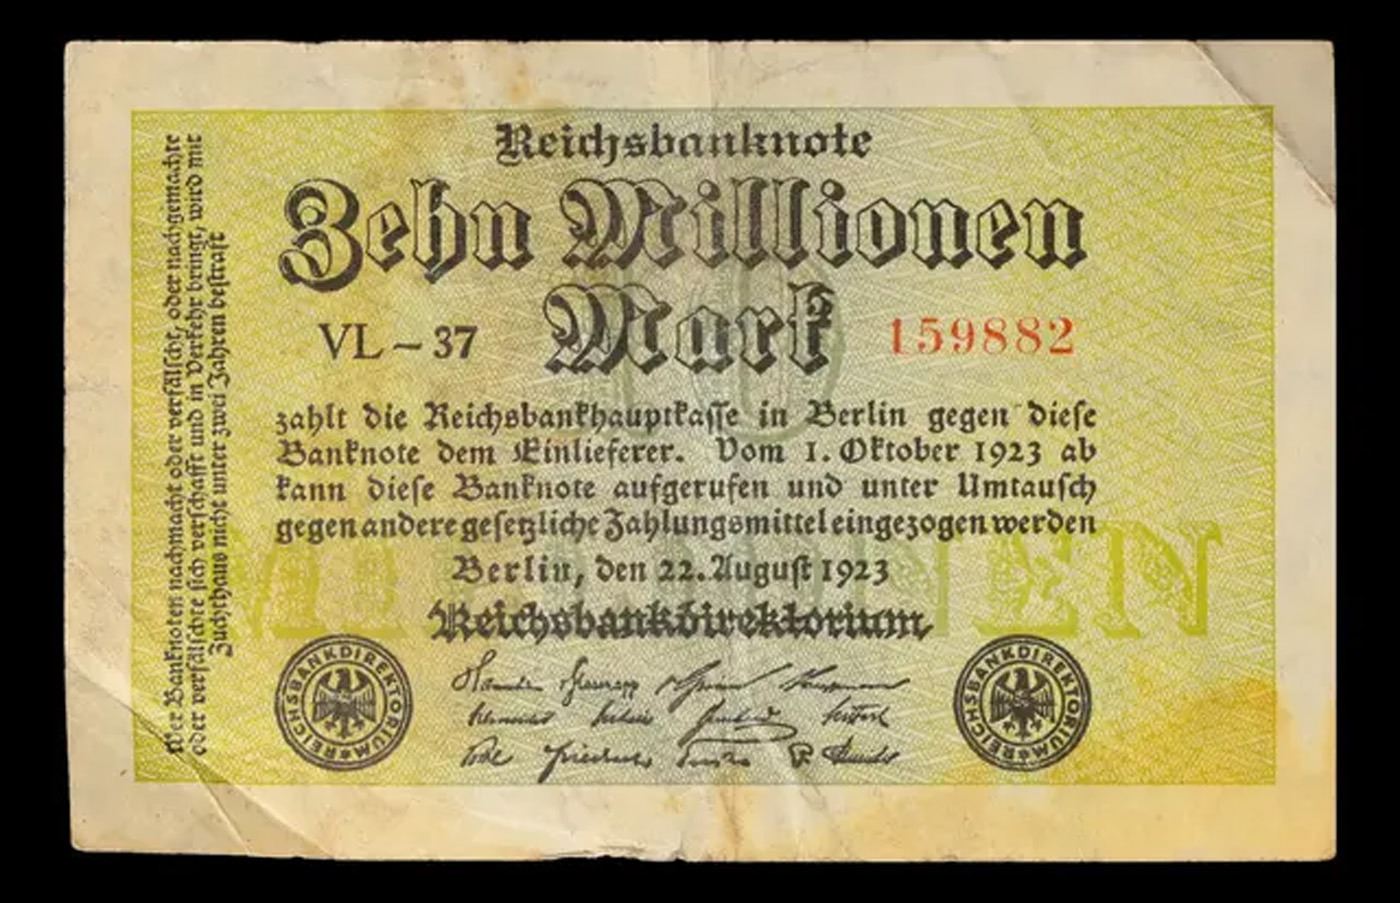 Reichsbanknote
Zehn Millionen
Mark
VL - 37
159882
zahlt die Reichsbankhauptkasse in Berlin gegen diese
Banknote dem Einlieferer. Vom 1. Oktober 1923 ab
kann diese Banknote aufgerufen und unter Umtausch
gegen andere gesetzliche Zahlungsmittel eingezogen werden
Berlin, den 22. August 1923
Reichsbankdirektorium
REICHSBANKDIREKTORIUM
REICHSBANKDIREKTORIUM
Wer Banknoten nachmacht oder verfälscht, oder nachgemachte
oder verfälschte sich verschafft und in Verkehr bringt, wird mit
Zuchthaus nicht unter zwei Jahren bestraft
10